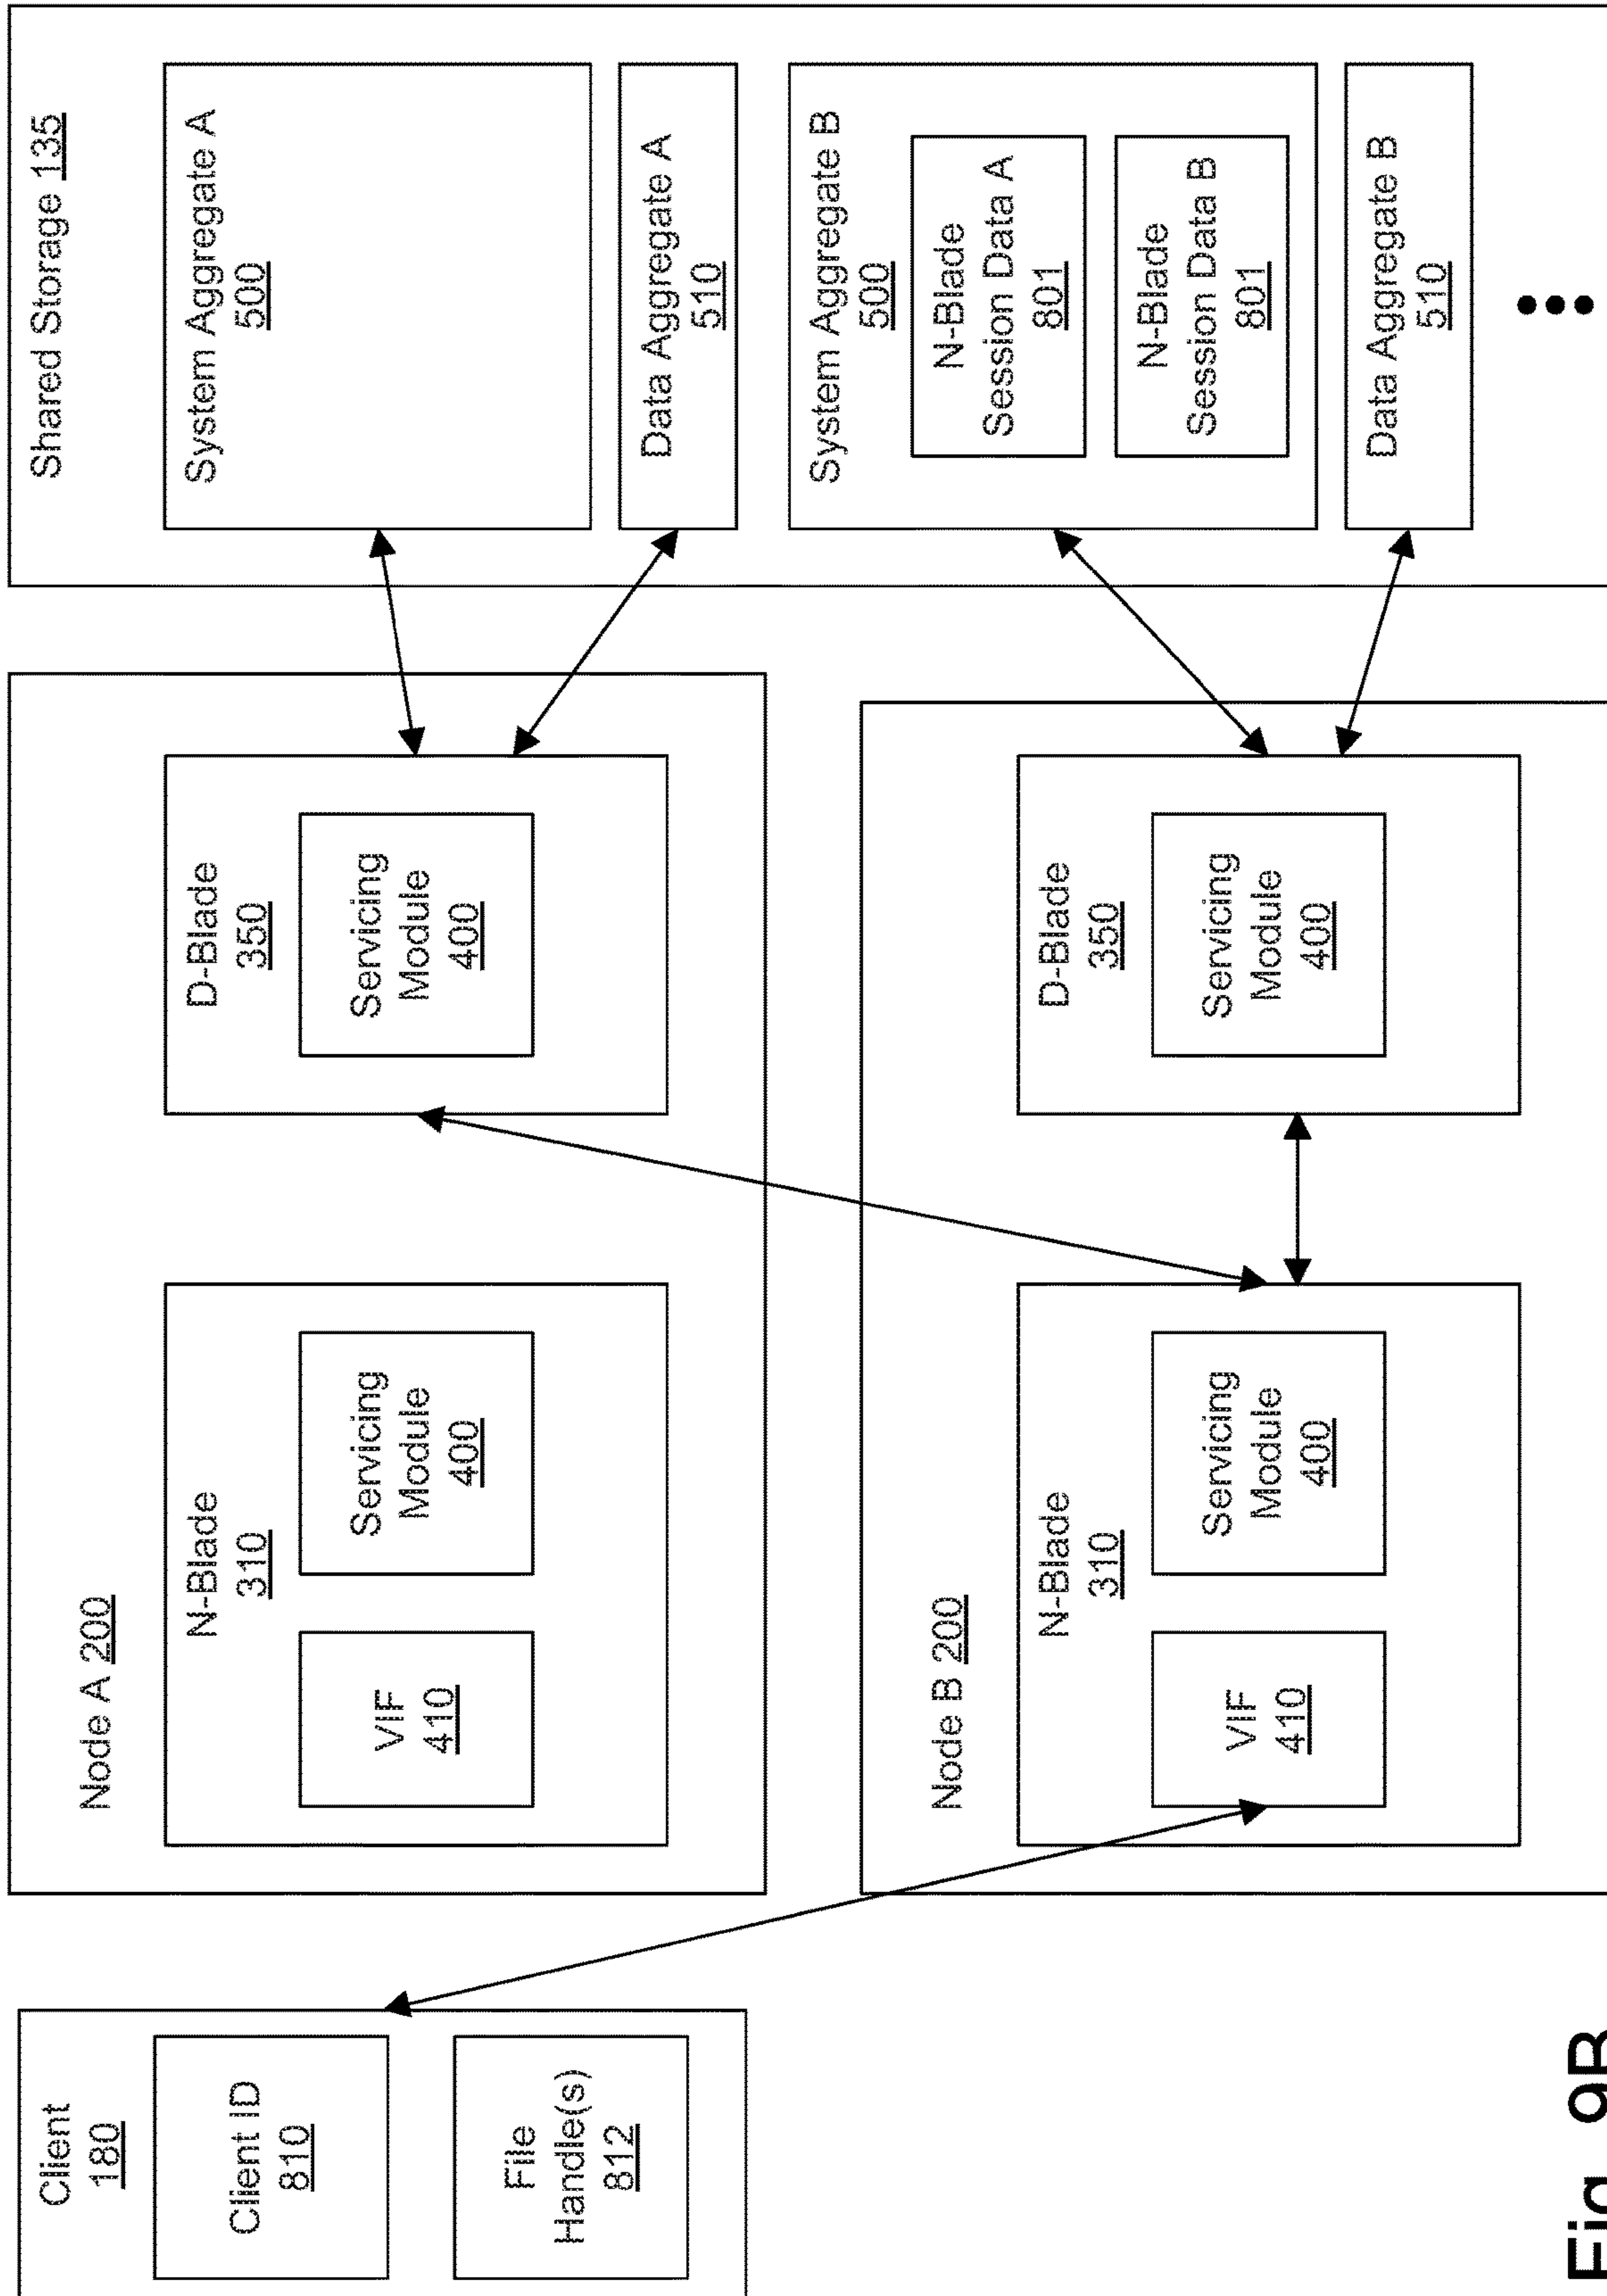 Client
180
Client ID
810
File
Handle(s)
812
Node A 200
N-Blade
310
VIF
410
Servicing
Module
400
D-Blade
350
Servicing
Module
400
Node B 200
N-Blade
310
VIF
410
Servicing
Module
400
D-Blade
350
Servicing
Module
400
Shared Storage 135
System Aggregate A
500
Data Aggregate A
510
System Aggregate B
500
N-Blade
Session Data A
801
N-Blade
Session Data B
801
Data Aggregate B
510
Fig. 9B